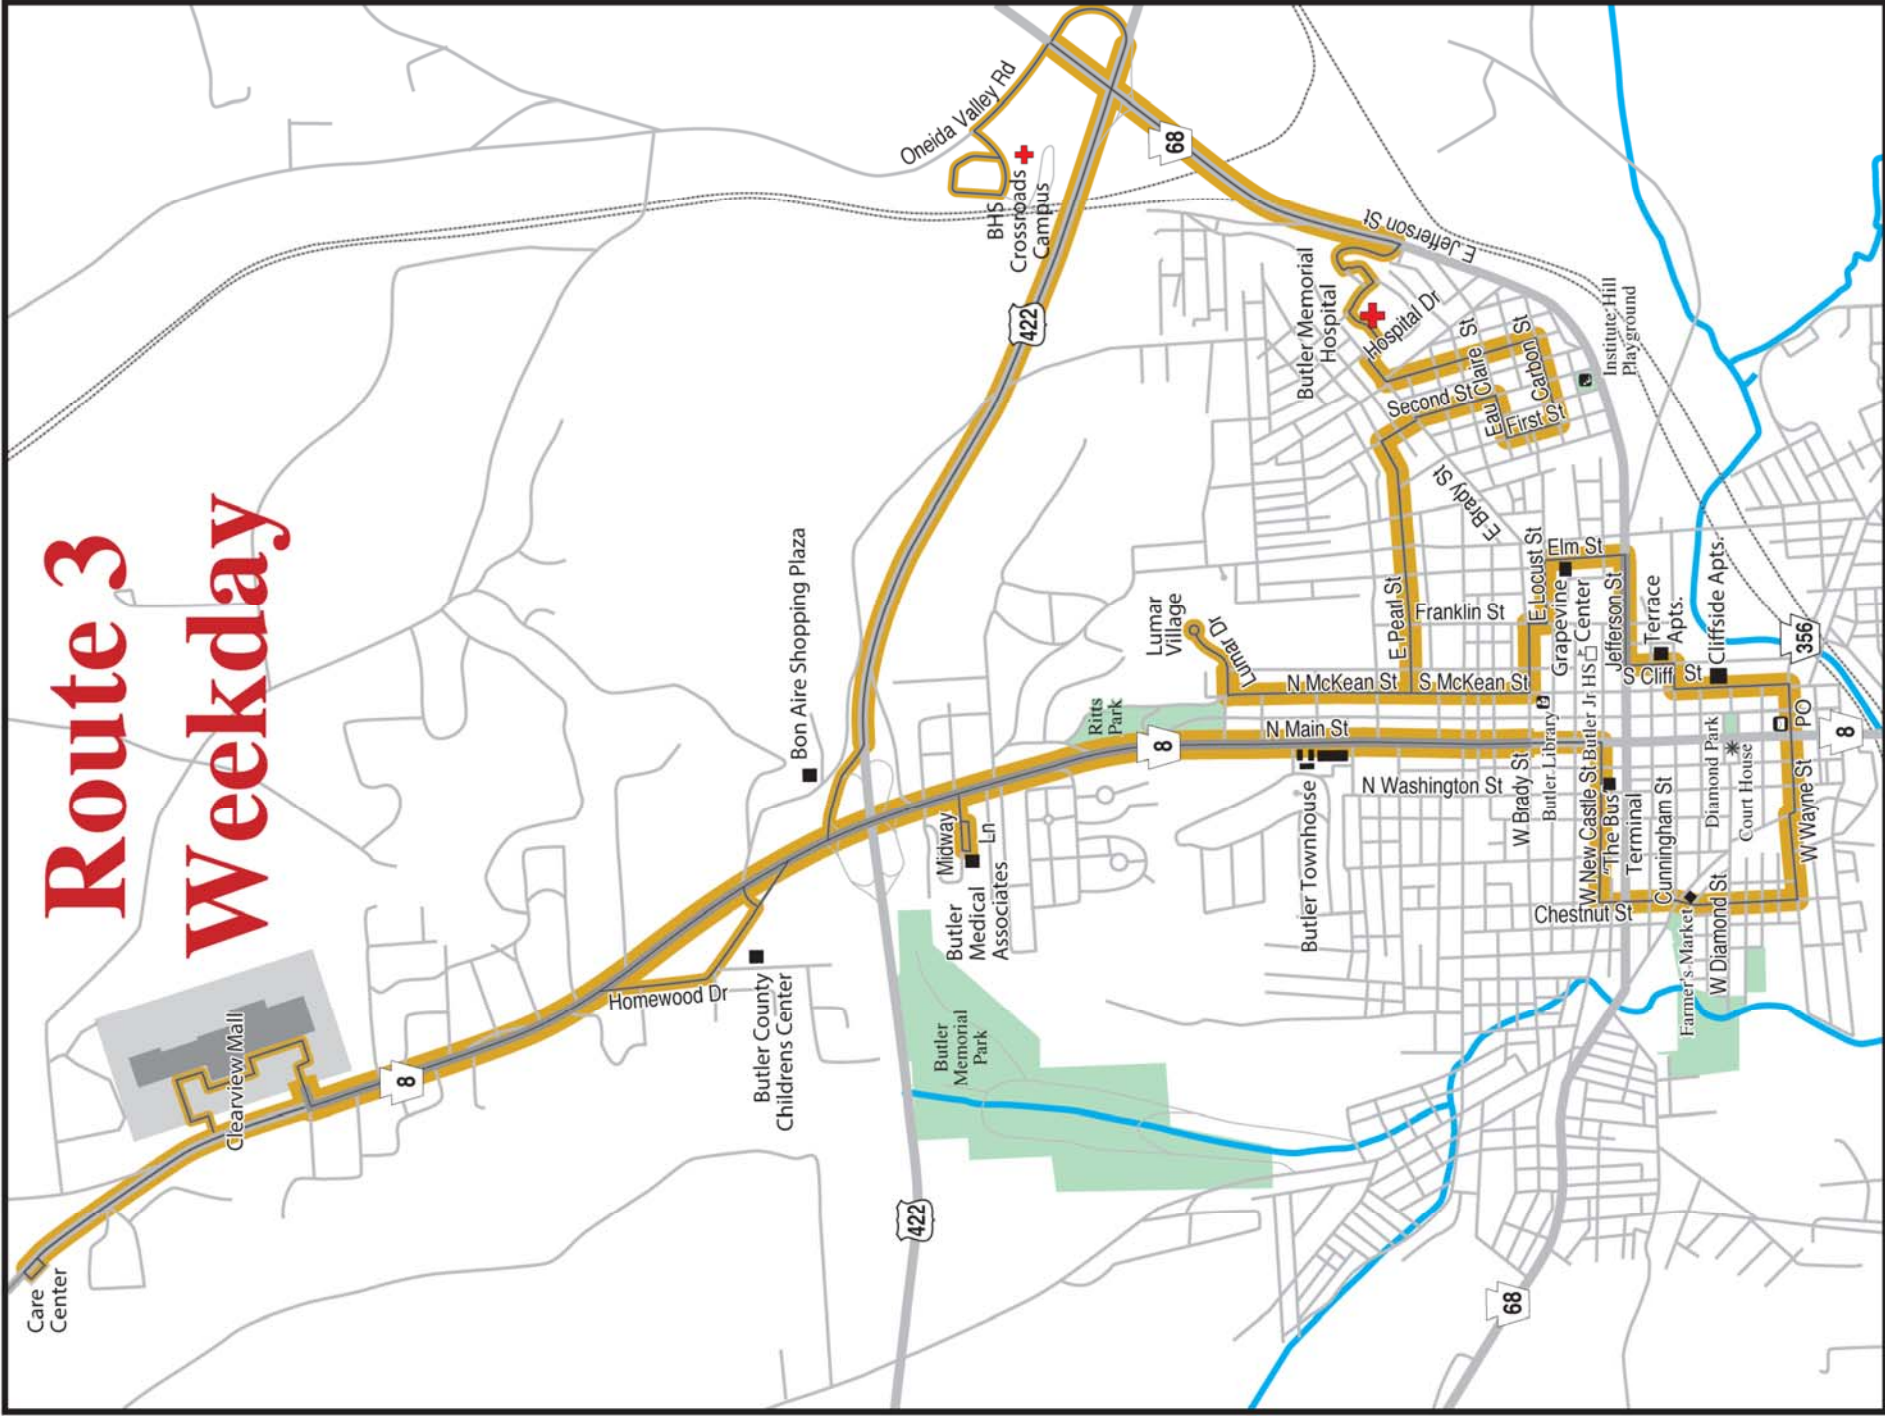 Route 3
Weekday
Care
Center
Clearview Mall
8
Homewood Dr
Butler County
Childrens Center
Bon Aire Shopping Plaza
Oneida Valley Rd
BHS
Crossroads
Campus
68
422
E Jefferson St
Butler Memorial
Hospital
Hospital Dr
Second St
Eau Claire St
Carbon St
First St
Institute Hill
Playground
E Brady St
E Pearl St
Franklin St
E Locust St
Elm St
Grapevine
Center
Butler Jr HS
Jefferson St
Terrace
Apts.
S Cliff St
Cliffside Apts.
356
PO
8
Lumar
Village
Lumar Dr
N McKean St
S McKean St
Ritts
Park
N Main St
8
Midway
Ln
Butler
Medical
Associates
Butler Townhouse
N Washington St
W Brady St
Butler Library
W New Castle St
"The Bus"
Terminal
Cunningham St
Diamond Park
Court House
W Wayne St
Chestnut St
Farmer's Market
W Diamond St
Butler
Memorial
Park
422
68